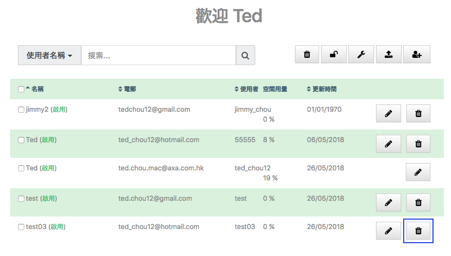 歡迎 Ted
使用者名稱 搜索...
名稱 電郵 使用者 空間用量 更新時間
jimmy2 (啟用) tedchou12@gmail.com jimmy_chou 0 % 01/01/1970
Ted (啟用) ted_chou12@hotmail.com 55555 8 % 06/05/2018
Ted (啟用) ted.chou.mac@axa.com.hk ted_chou12 19 % 26/05/2018
test (啟用) ted.chou12@gmail.com test 0 % 26/05/2018
test03 (啟用) ted_chou12@hotmail.com test03 0 % 26/05/2018